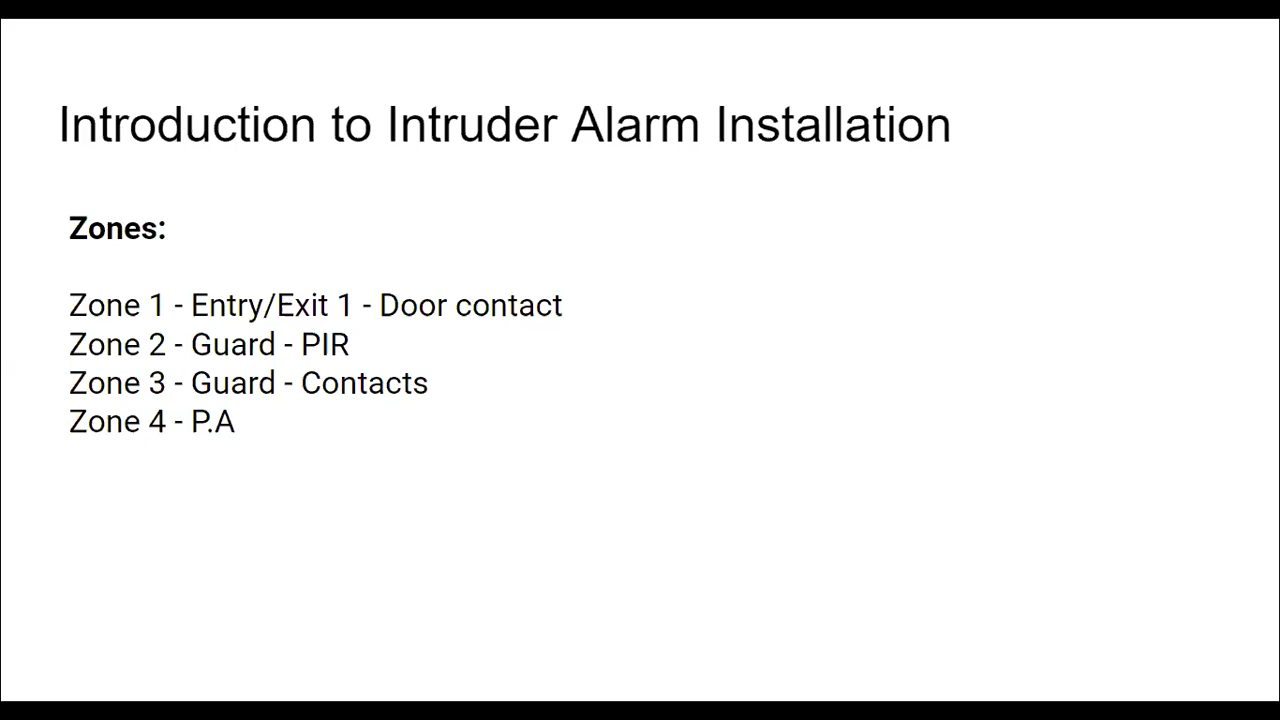 Introduction to Intruder Alarm Installation
Zones:
Zone 1 - Entry/Exit 1 - Door contact
Zone 2 - Guard - PIR
Zone 3 - Guard - Contacts
Zone 4 - P.A